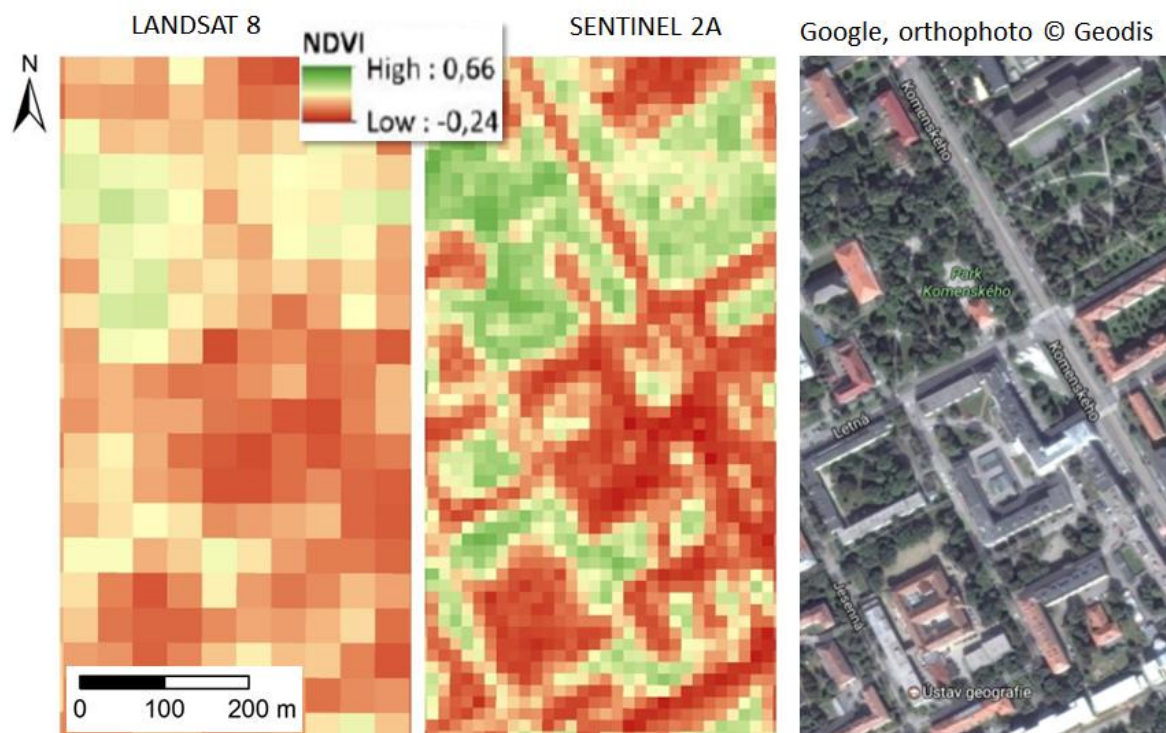 LANDSAT 8
SENTINEL 2A
Google, orthophoto © Geodis
N
NDVI
High : 0,66
Low : -0,24
Komenského
Park
Komenského
Komenského
Letná
Jesenná
Ústav geografie
0 100 200 m